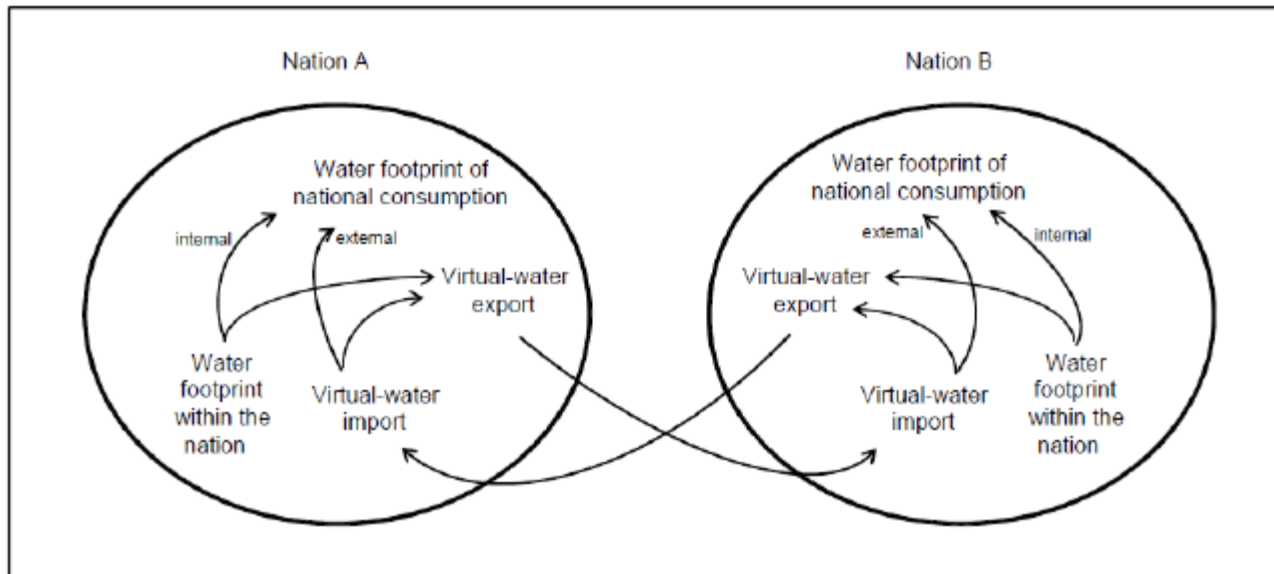 Nation A
Nation B
Water footprint of
national consumption
internal
external
Virtual-water
export
Water
footprint
within the
nation
Virtual-water
import
Water footprint of
national consumption
external
internal
Virtual-water
export
Virtual-water
import
Water
footprint
within the
nation